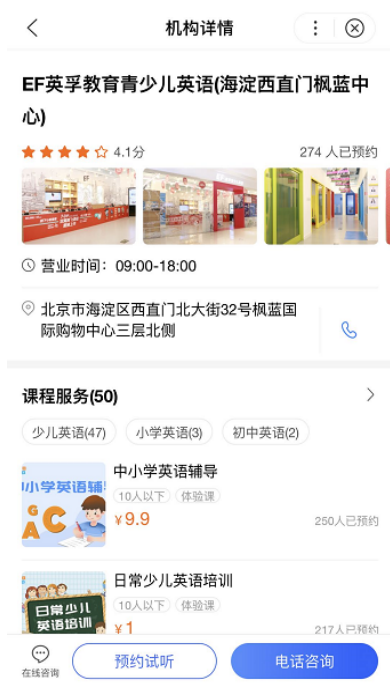 机构详情
EF英孚教育青少儿英语(海淀西直门枫蓝中
心)
4.1分
274 人已预约
营业时间：09:00-18:00
北京市海淀区西直门北大街32号枫蓝国
际购物中心三层北侧
课程服务(50)
少儿英语(47)
小学英语(3)
初中英语(2)
小学英语辅
G
A
C
中小学英语辅导
10人以下
体验课
¥9.9
250人已预约
日常少儿
英语培训
日常少儿英语培训
10人以下
体验课
¥1
217人已预约
在线咨询
预约试听
电话咨询